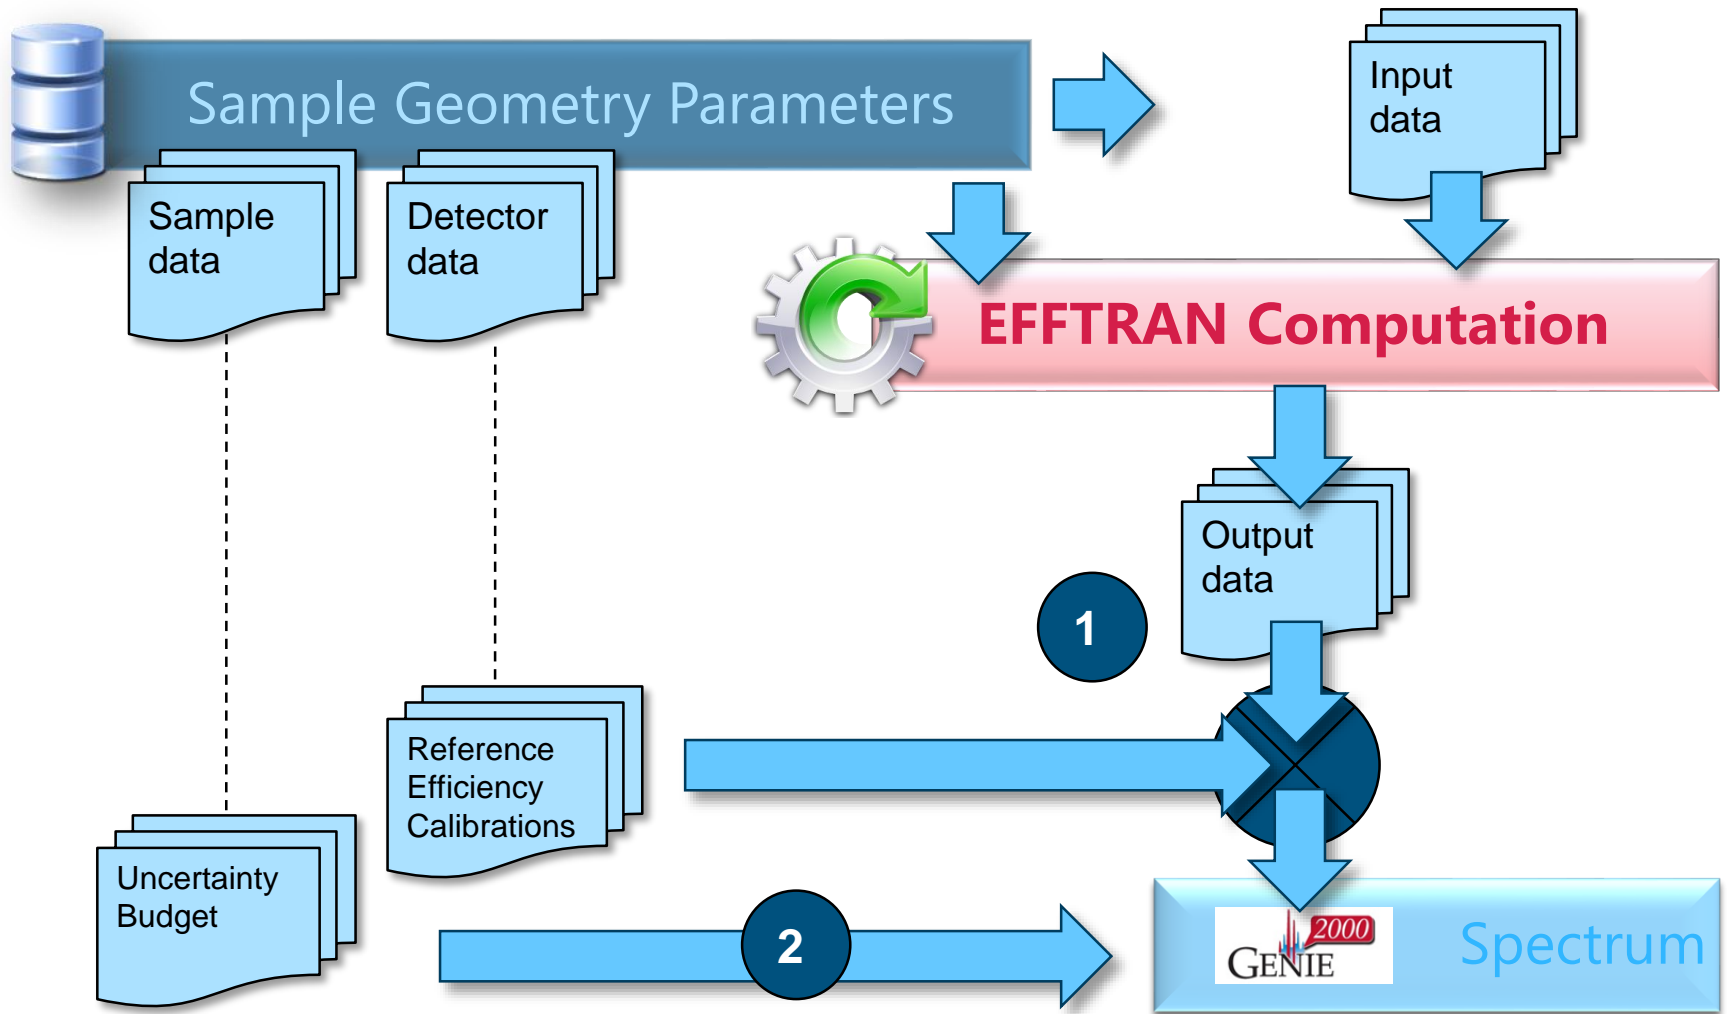 Sample Geometry Parameters
Input
data
Sample
data
Detector
data
EFFTRAN Computation
Output
data
1
Reference
Efficiency
Calibrations
Uncertainty
Budget
2
GENIE
2000
Spectrum